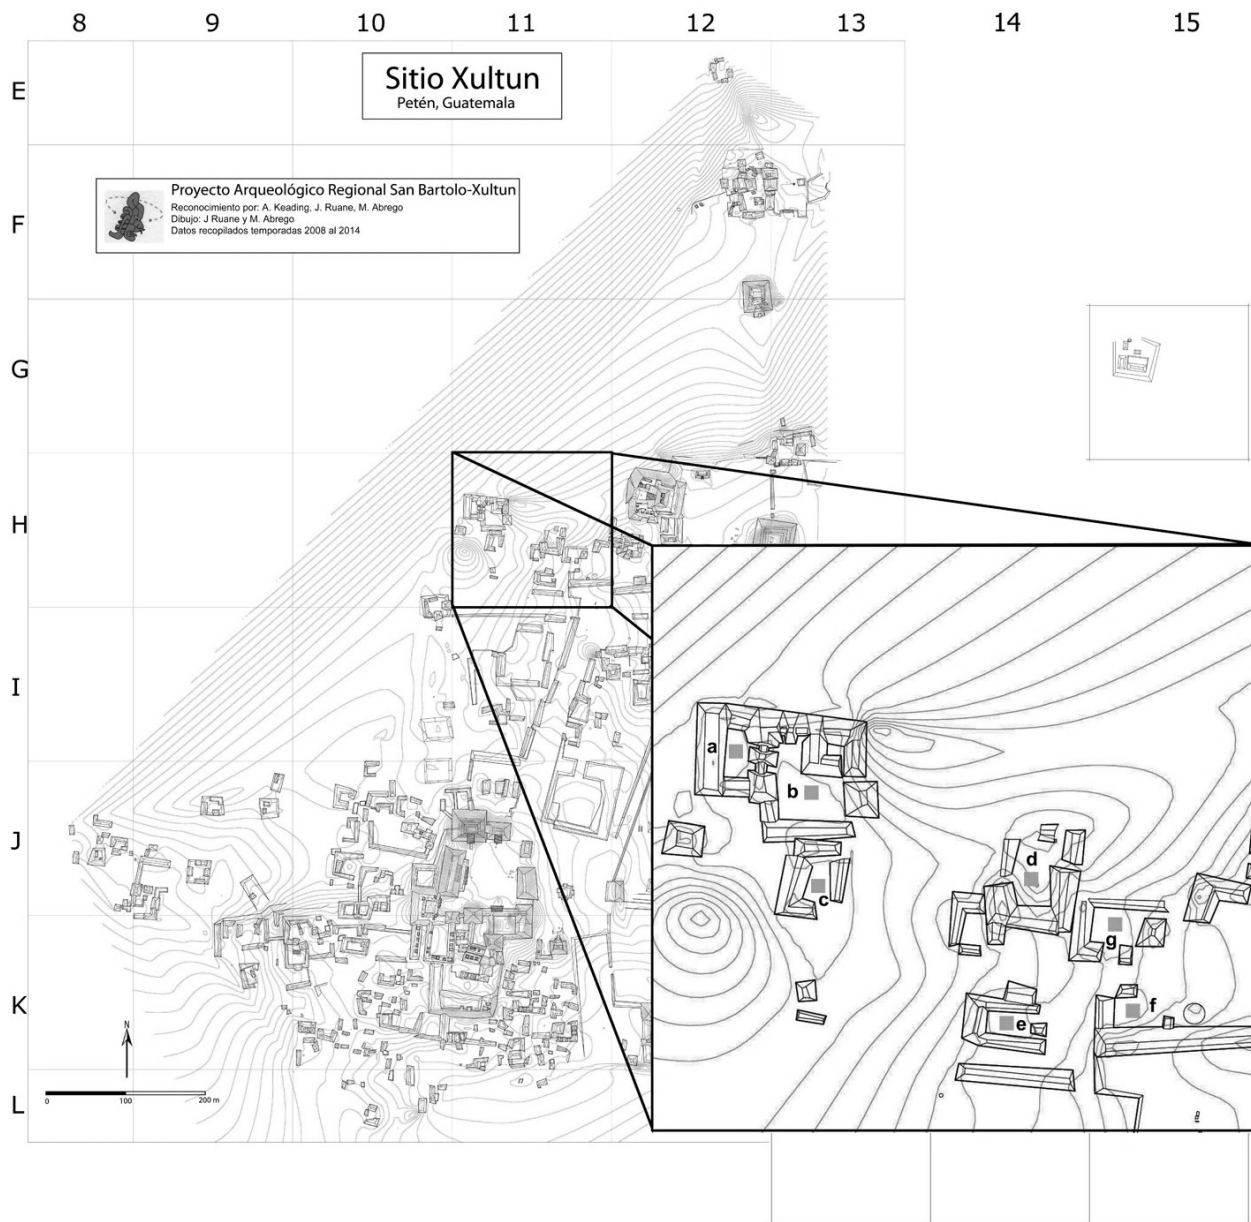 8 9 10 11 12 13 14 15
E
Sitio Xultun
Petén, Guatemala
F
Proyecto Arqueológico Regional San Bartolo-Xultun
Reconocimiento por: A. Keading, J. Ruane, M. Abrego
Dibujo: J Ruane y M. Abrego
Datos recopilados temporadas 2008 al 2014
G
H
I
a
b
J
d
c
g
K
f
e
N
L
0 100 200 m